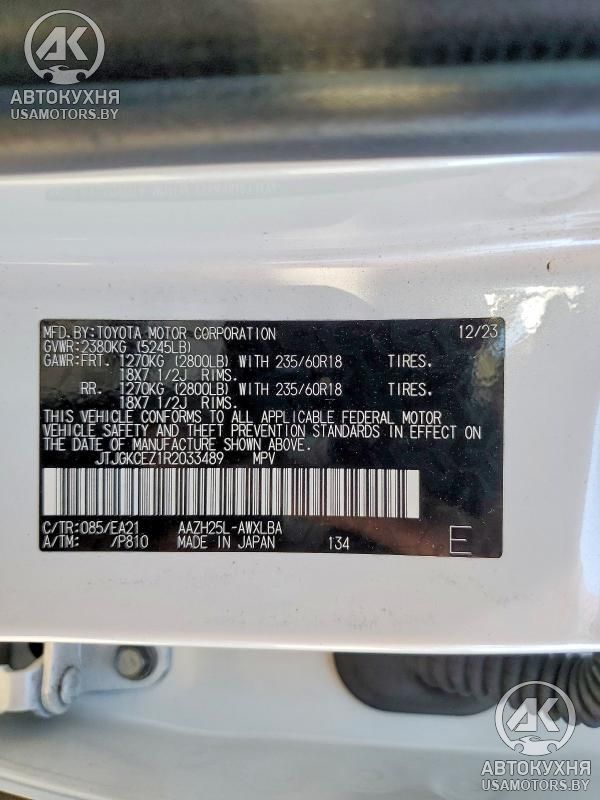 AK
АВТОКУХНЯ
USAMOTORS.BY
MFD.BY:TOYOTA MOTOR CORPORATION 12/23
GVWR:2380KG (5245LB)
GAWR:FRT. 1270KG (2800LB) WITH 235/60R18 TIRES.
18X7 1/2J RIMS.
RR. 1270KG (2800LB) WITH 235/60R18 TIRES.
18X7 1/2J RIMS.
THIS VEHICLE CONFORMS TO ALL APPLICABLE FEDERAL MOTOR
VEHICLE SAFETY AND THEFT PREVENTION STANDARDS IN EFFECT ON
THE DATE OF MANUFACTURE SHOWN ABOVE.
JTJGKCEZ1R2033489 MPV
C/TR:085/EA21 AAZH25L-AWXLBA
A/TM: /P810 MADE IN JAPAN 134 E
AK
АВТОКУХНЯ
USAMOTORS.BY